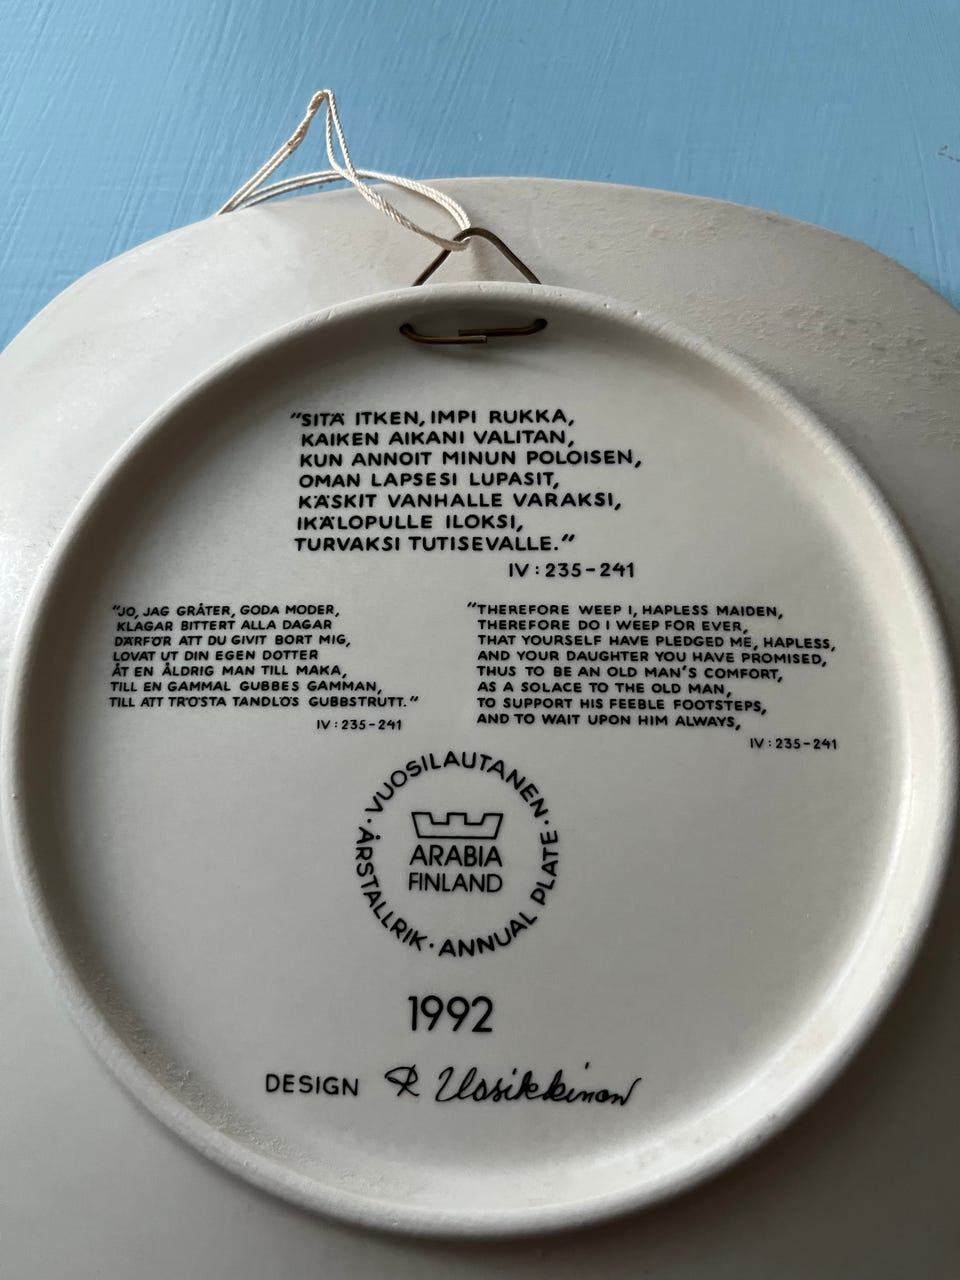 "SITÄ ITKEN, IMPI RUKKA,
KAIKEN AIKANI VALITAN,
KUN ANNOIT MINUN POLOISEN,
OMAN LAPSESI LUPASIT,
KÄSKIT VANHALLE VARAKSI,
IKÄLOPULLE ILOKSI,
TURVAKSI TUTISEVALLE."
IV : 235-241
"JO, JAG GRÅTER, GODA MODER,
KLAGAR BITTERT ALLA DAGAR
DÄRFÖR ATT DU GIVIT BORT MIG,
LOVAT UT DIN EGEN DOTTER
ÅT EN ÅLDRIG MAN TILL MAKA,
TILL EN GAMMAL GUBBES GAMMAN,
TILL ATT TRÖSTA TANDLÖS GUBBSTRUTT."
IV : 235-241
"THEREFORE WEEP I, HAPLESS MAIDEN,
THEREFORE DO I WEEP FOR EVER,
THAT YOURSELF HAVE PLEDGED ME, HAPLESS,
AND YOUR DAUGHTER YOU HAVE PROMISED,
THUS TO BE AN OLD MAN'S COMFORT,
AS A SOLACE TO THE OLD MAN,
TO SUPPORT HIS FEEBLE FOOTSTEPS,
AND TO WAIT UPON HIM ALWAYS,
IV : 235-241
· VUOSILAUTANEN · ANNUAL PLATE · ÅRSTALLRIK
ARABIA
FINLAND
1992
DESIGN R Uosikkinen